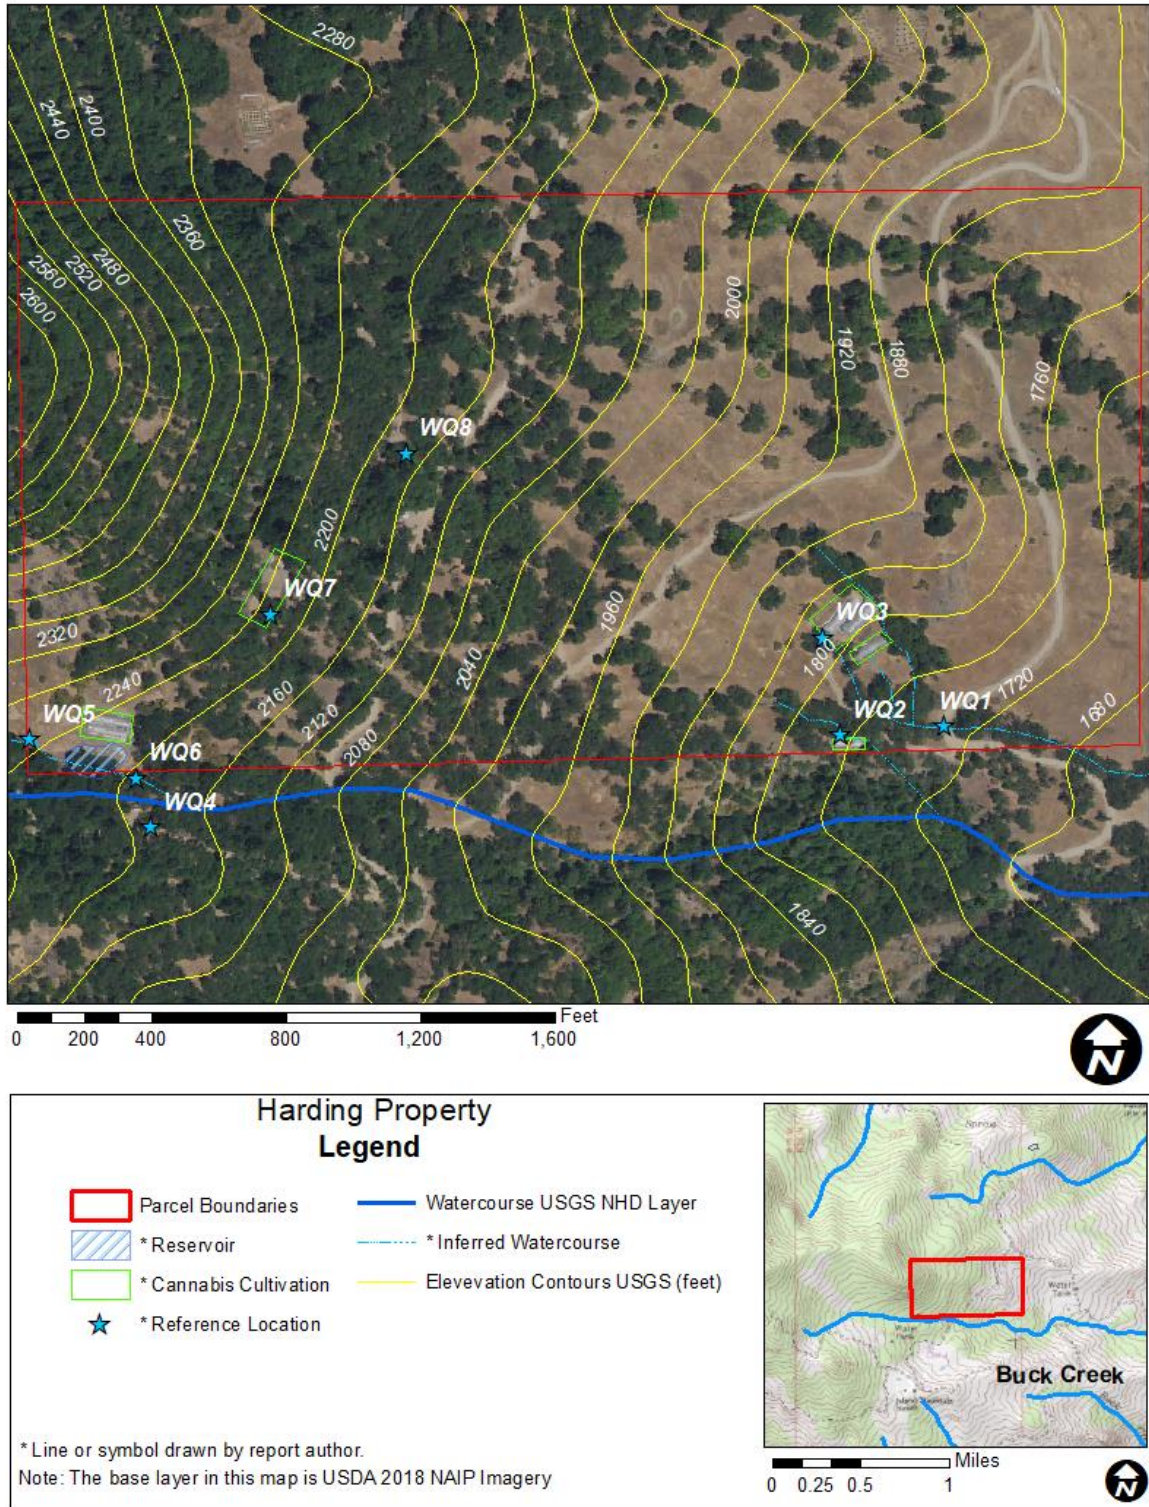 2280
2400
2440
2360
2480
2520
2560
2600
2000
1920
1880
1760
WQ8
2200
WQ7
1960
WQ3
2320
2040
1800
2240
2160
1720
WQ5
2120
WQ2
WQ1
1680
2080
WQ6
WQ4
1840
Feet
0 200 400 800 1,200 1,600
N
Harding Property
Legend
Parcel Boundaries
Watercourse USGS NHD Layer
* Reservoir
* Inferred Watercourse
* Cannabis Cultivation
Elevevation Contours USGS (feet)
* Reference Location
Water
Water
Buck Creek
* Line or symbol drawn by report author.
Note: The base layer in this map is USDA 2018 NAIP Imagery
Miles
0 0.25 0.5 1
N